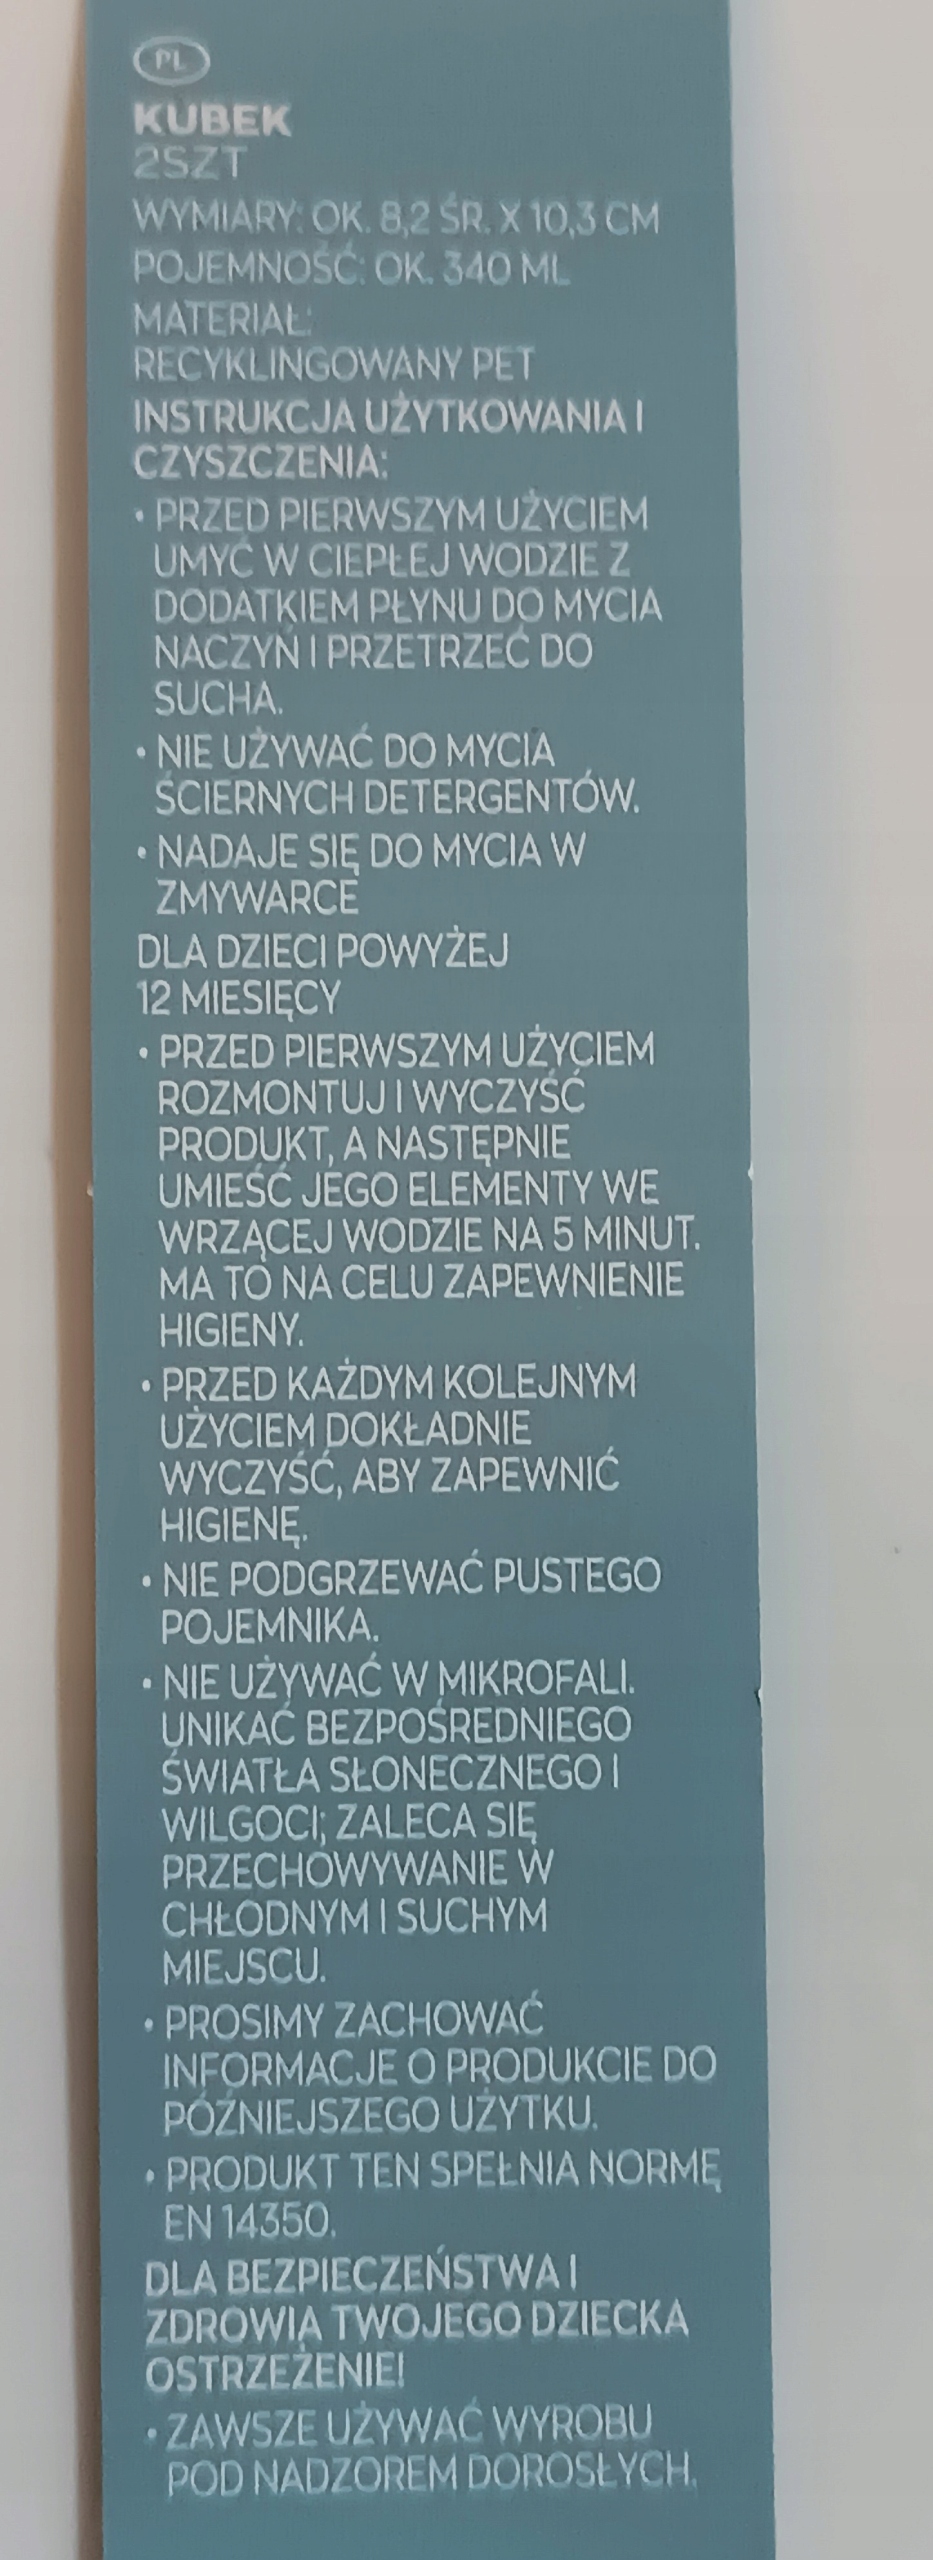 PL
KUBEK
2SZT
WYMIARY: OK. 8,2 ŚR. X 10,3 CM
POJEMNOŚĆ: OK. 340 ML
MATERIAŁ:
RECYKLINGOWANY PET
INSTRUKCJA UŻYTKOWANIA I
CZYSZCZENIA:
• PRZED PIERWSZYM UŻYCIEM
UMYĆ W CIEPŁEJ WODZIE Z
DODATKIEM PŁYNU DO MYCIA
NACZYŃ I PRZETRZEĆ DO
SUCHA.
• NIE UŻYWAĆ DO MYCIA
ŚCIERNYCH DETERGENTÓW.
• NADAJE SIĘ DO MYCIA W
ZMYWARCE
DLA DZIECI POWYŻEJ
12 MIESIĘCY
• PRZED PIERWSZYM UŻYCIEM
ROZMONTUJ I WYCZYŚĆ
PRODUKT, A NASTĘPNIE
UMIEŚĆ JEGO ELEMENTY WE
WRZĄCEJ WODZIE NA 5 MINUT.
MA TO NA CELU ZAPEWNIENIE
HIGIENY.
• PRZED KAŻDYM KOLEJNYM
UŻYCIEM DOKŁADNIE
WYCZYŚĆ, ABY ZAPEWNIĆ
HIGIENĘ.
• NIE PODGRZEWAĆ PUSTEGO
POJEMNIKA.
• NIE UŻYWAĆ W MIKROFALI.
UNIKAĆ BEZPOŚREDNIEGO
ŚWIATŁA SŁONECZNEGO I
WILGOCI; ZALECA SIĘ
PRZECHOWYWANIE W
CHŁODNYM I SUCHYM
MIEJSCU.
• PROSIMY ZACHOWAĆ
INFORMACJE O PRODUKCIE DO
PÓŹNIEJSZEGO UŻYTKU.
• PRODUKT TEN SPEŁNIA NORMĘ
EN 14350.
DLA BEZPIECZEŃSTWA I
ZDROWIA TWOJEGO DZIECKA
OSTRZEŻENIE!
• ZAWSZE UŻYWAĆ WYROBU
POD NADZOREM DOROSŁYCH.